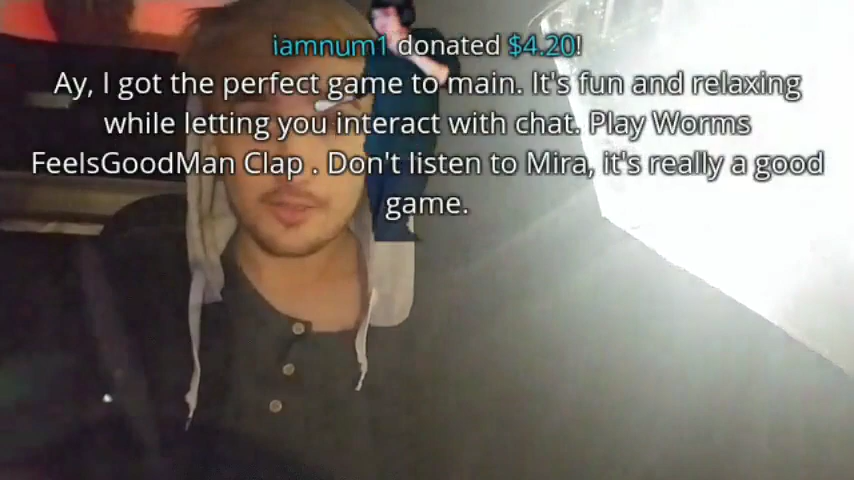 iamnum1 donated $4.20!
Ay, I got the perfect game to main. It's fun and relaxing
while letting you interact with chat. Play Worms
FeelsGoodMan Clap . Don't listen to Mira, it's really a good
game.